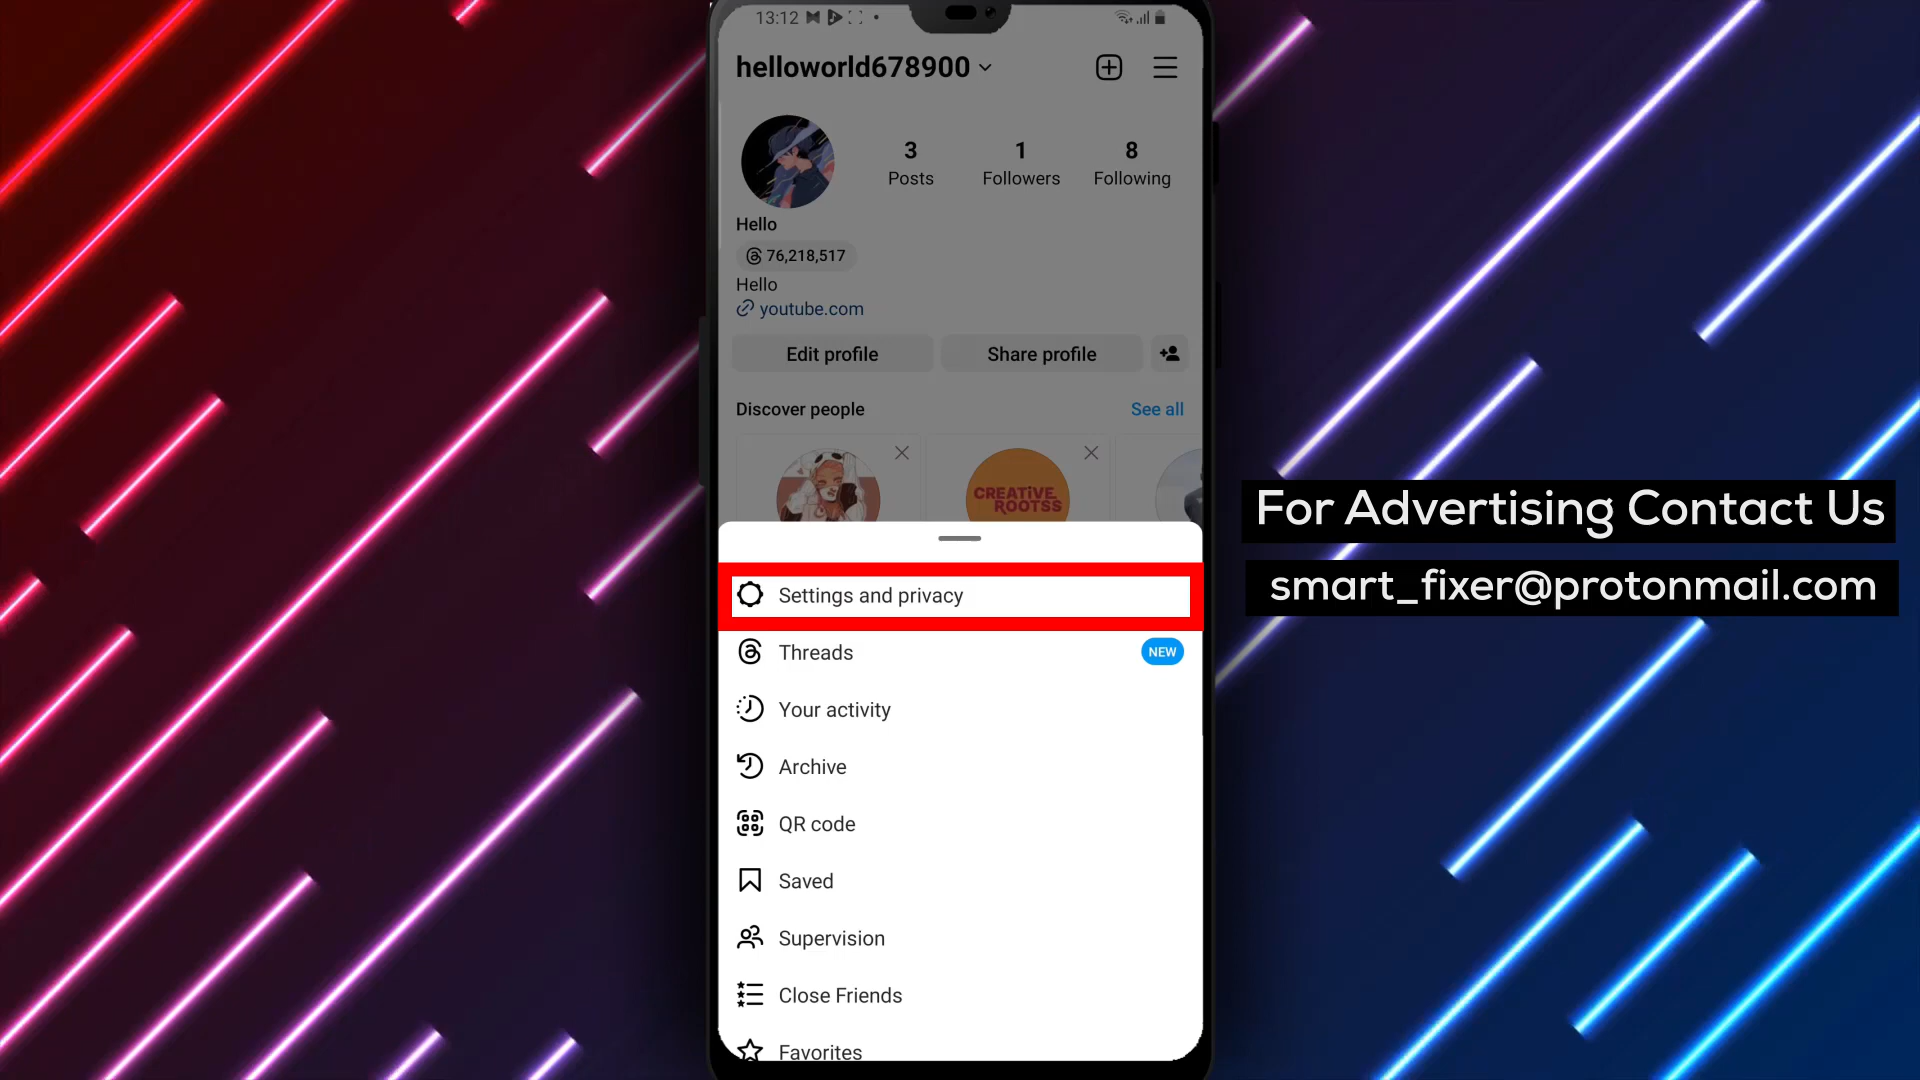 13:12
helloworld678900
3 1 8
Posts Followers Following
Hello
76,218,517
Hello
youtube.com
Edit profile Share profile
Discover people See all
CREATIVE
ROOTSS
For Advertising Contact Us
smart_fixer@protonmail.com
Settings and privacy
Threads NEW
Your activity
Archive
QR code
Saved
Supervision
Close Friends
Favorites